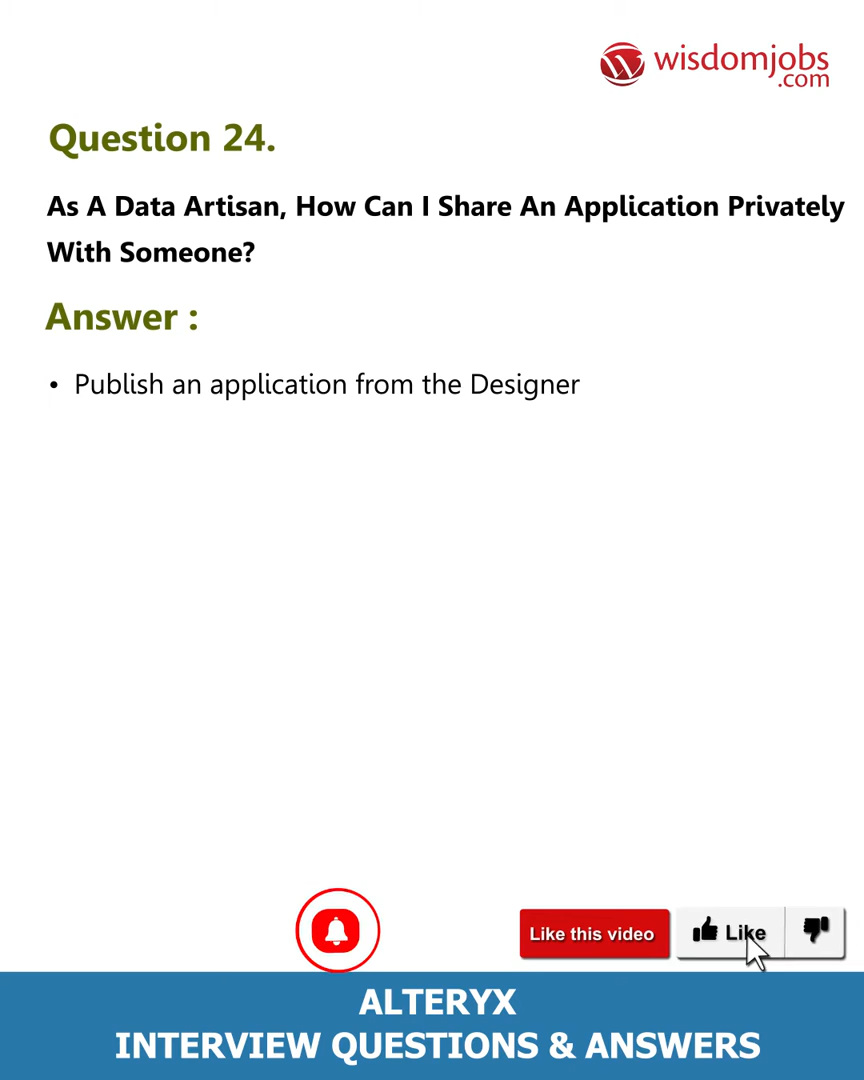 wisdomjobs
.com
Question 24.
As A Data Artisan, How Can I Share An Application Privately
With Someone?
Answer :
• Publish an application from the Designer
Like this video
Like
ALTERYX
INTERVIEW QUESTIONS & ANSWERS